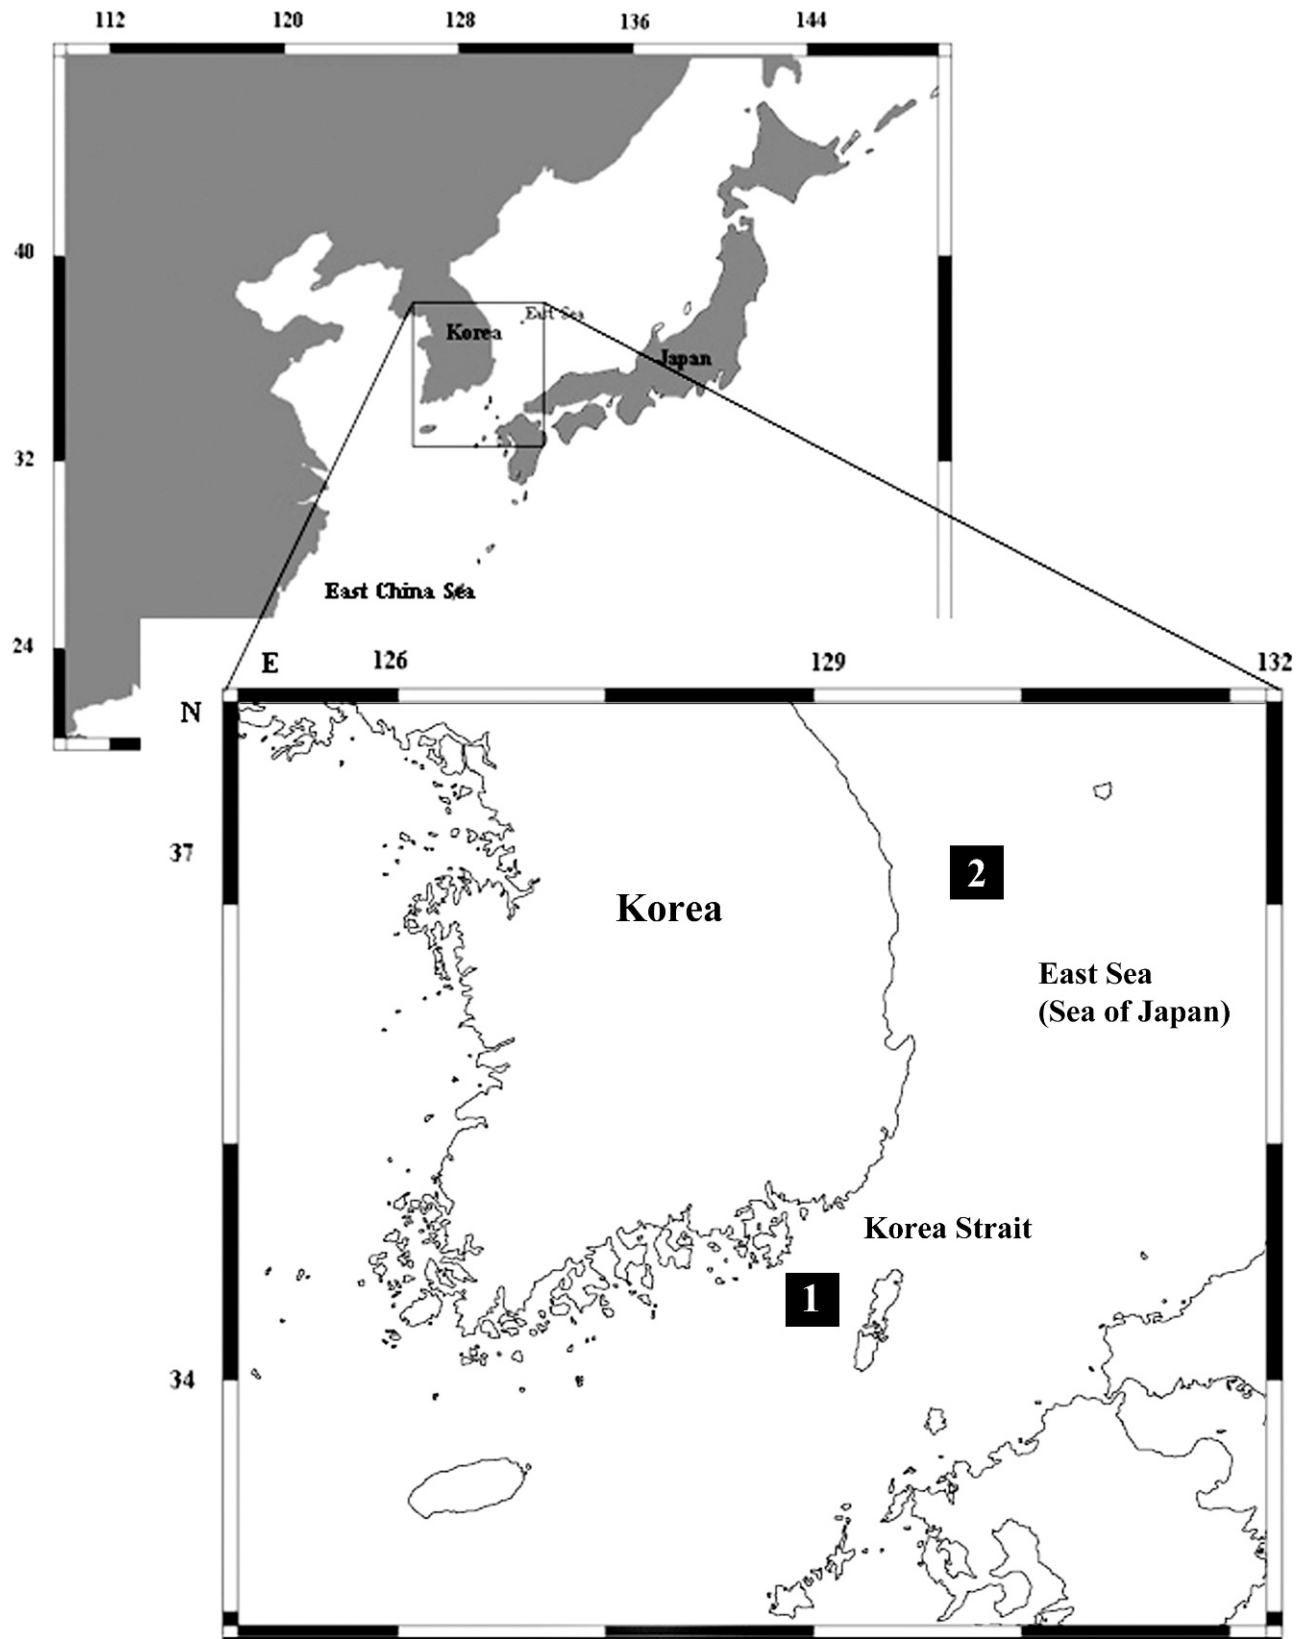 112 120 128 136 144
40
East Sea
Korea
Japan
32
East China Sea
24
E 126 129 132
N
37
2
Korea
East Sea
(Sea of Japan)
Korea Strait
1
34